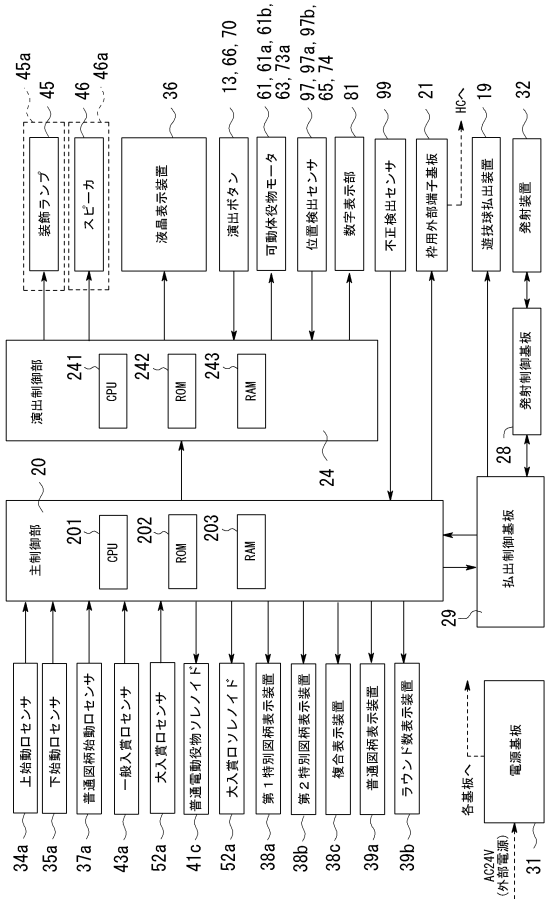 34a
上始動口センサ
35a
下始動口センサ
37a
普通図柄始動口センサ
43a
一般入賞口センサ
52a
大入賞口センサ
41c
普通電動役物ソレノイド
52a
大入賞口ソレノイド
38a
第1特別図柄表示装置
38b
第2特別図柄表示装置
38c
複合表示装置
39a
普通図柄表示装置
39b
ラウンド数表示装置
20
主制御部
201
CPU
202
ROM
203
RAM
24
演出制御部
241
CPU
242
ROM
243
RAM
45a
45
装飾ランプ
46a
46
スピーカ
36
液晶表示装置
13, 66, 70
演出ボタン
61, 61a, 61b,
63, 73a
可動体役物モータ
97, 97a, 97b,
65, 74
位置検出センサ
81
数字表示部
99
不正検出センサ
21
枠用外部端子基板
HCへ
19
遊技球払出装置
32
発射装置
28
発射制御基板
29
払出制御基板
各基板へ
電源基板
31
AC24V
(外部電源)